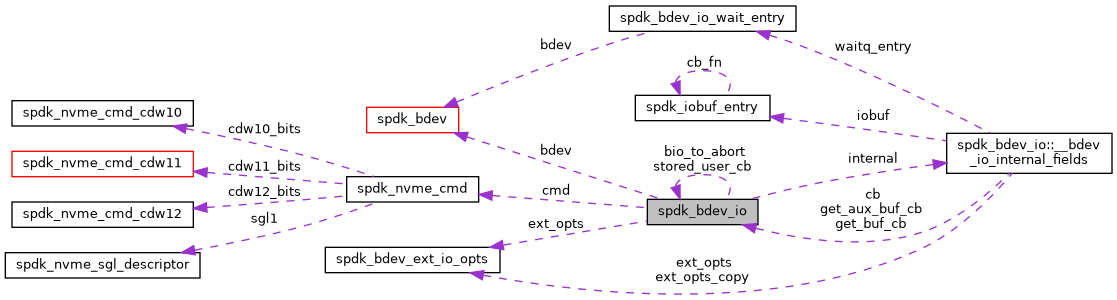 spdk_bdev_io_wait_entry
bdev
waitq_entry
cb_fn
spdk_nvme_cmd_cdw10
spdk_bdev
spdk_iobuf_entry
iobuf
cdw10_bits
spdk_bdev_io::__bdev
_io_internal_fields
bdev
bio_to_abort
stored_user_cb
internal
spdk_nvme_cmd_cdw11
cdw11_bits
spdk_nvme_cmd
cmd
cdw12_bits
spdk_nvme_cmd_cdw12
spdk_bdev_io
cb
get_aux_buf_cb
get_buf_cb
sgl1
ext_opts
spdk_nvme_sgl_descriptor
spdk_bdev_ext_io_opts
ext_opts
ext_opts_copy